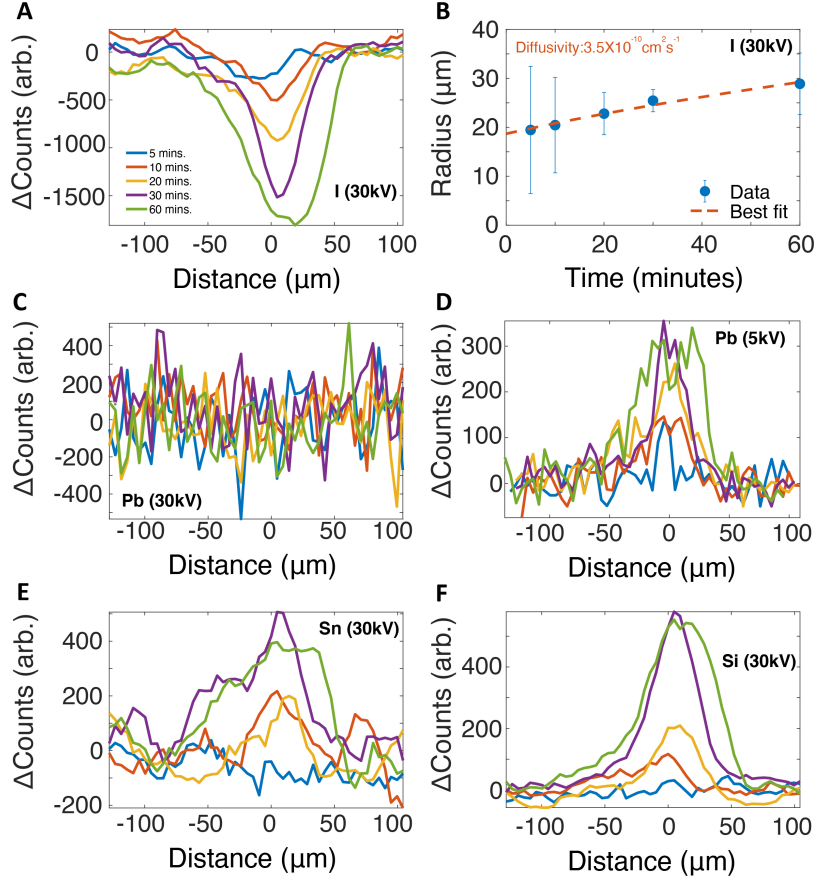 A
ΔCounts (arb.)
0
-500
-1000
-1500
5 mins.
10 mins.
20 mins.
30 mins.
60 mins.
I (30kV)
-100 -50 0 50 100
Distance (μm)
B
Radius (μm)
40
30
20
10
0
Diffusivity:3.5X10⁻¹⁰cm²s⁻¹
I (30kV)
Data
Best fit
0 20 40 60
Time (minutes)
C
ΔCounts (arb.)
400
200
0
-200
-400
Pb (30kV)
-100 -50 0 50 100
Distance (μm)
D
ΔCounts (arb.)
300
200
100
0
Pb (5kV)
-100 -50 0 50 100
Distance (μm)
E
ΔCounts (arb.)
400
200
0
-200
Sn (30kV)
-100 -50 0 50 100
Distance (μm)
F
ΔCounts (arb.)
400
200
0
Si (30kV)
-100 -50 0 50 100
Distance (μm)